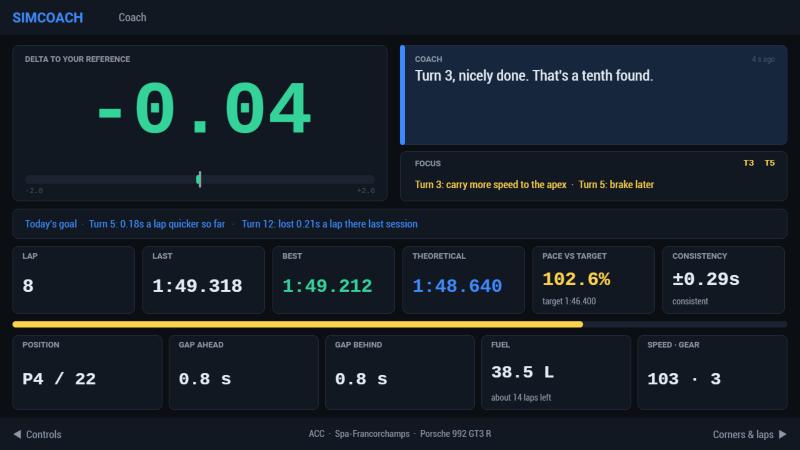 SIMCOACH Coach
DELTA TO YOUR REFERENCE
-0.04
-2.0 +2.0
COACH 4 s ago
Turn 3, nicely done. That's a tenth found.
FOCUS T3 T5
Turn 3: carry more speed to the apex · Turn 5: brake later
Today's goal · Turn 5: 0.18s a lap quicker so far · Turn 12: lost 0.21s a lap there last session
LAP
8
LAST
1:49.318
BEST
1:49.212
THEORETICAL
1:48.640
PACE VS TARGET
102.6%
target 1:46.400
CONSISTENCY
±0.29s
consistent
POSITION
P4 / 22
GAP AHEAD
0.8 s
GAP BEHIND
0.8 s
FUEL
38.5 L
about 14 laps left
SPEED · GEAR
103 · 3
◀ Controls
ACC · Spa-Francorchamps · Porsche 992 GT3 R
Corners & laps ▶